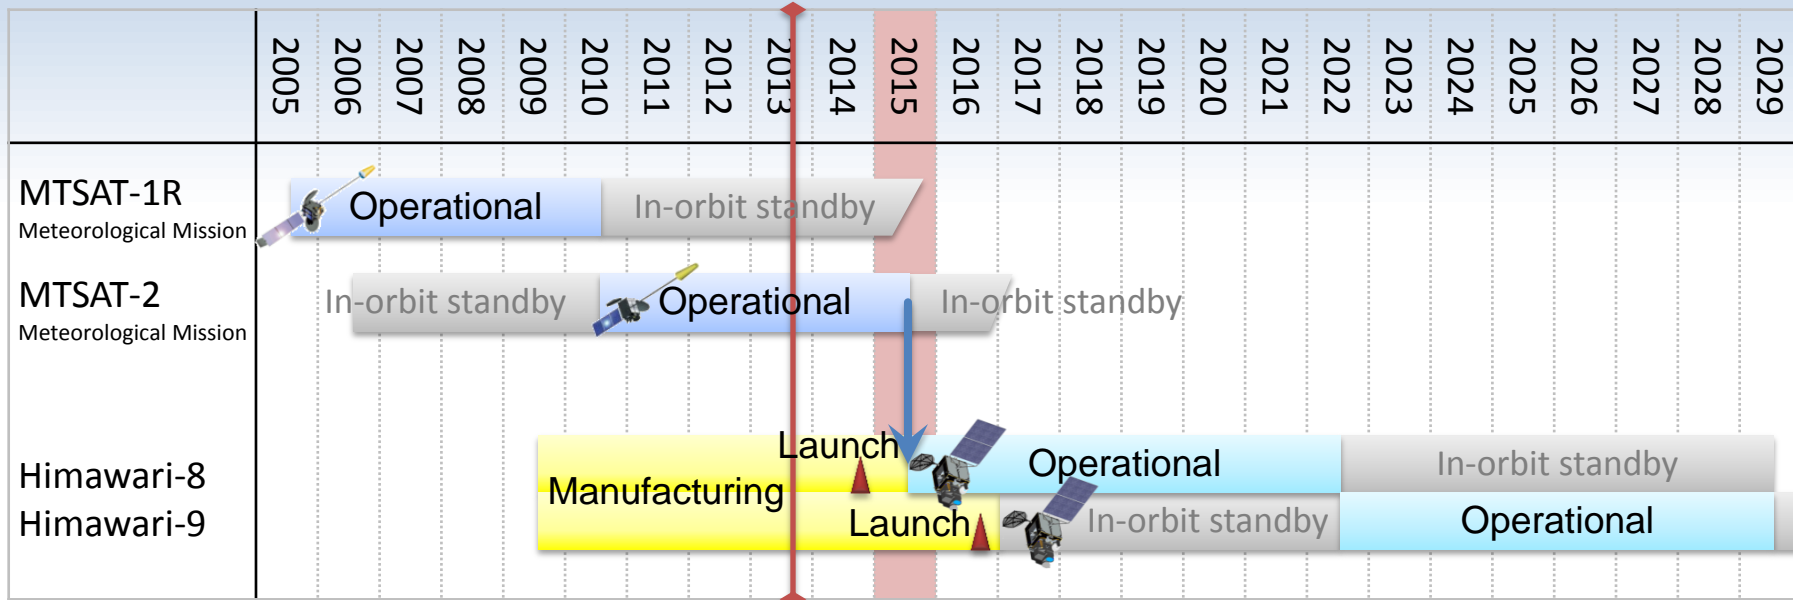 2005 2006 2007 2008 2009 2010 2011 2012 2013 2014 2015 2016 2017 2018 2019 2020 2021 2022 2023 2024 2025 2026 2027 2028 2029
MTSAT-1R
Meteorological Mission
Operational
In-orbit standby
MTSAT-2
Meteorological Mission
In-orbit standby
Operational
In-orbit standby
Himawari-8
Himawari-9
Manufacturing
Launch
Operational
In-orbit standby
Launch
In-orbit standby
Operational